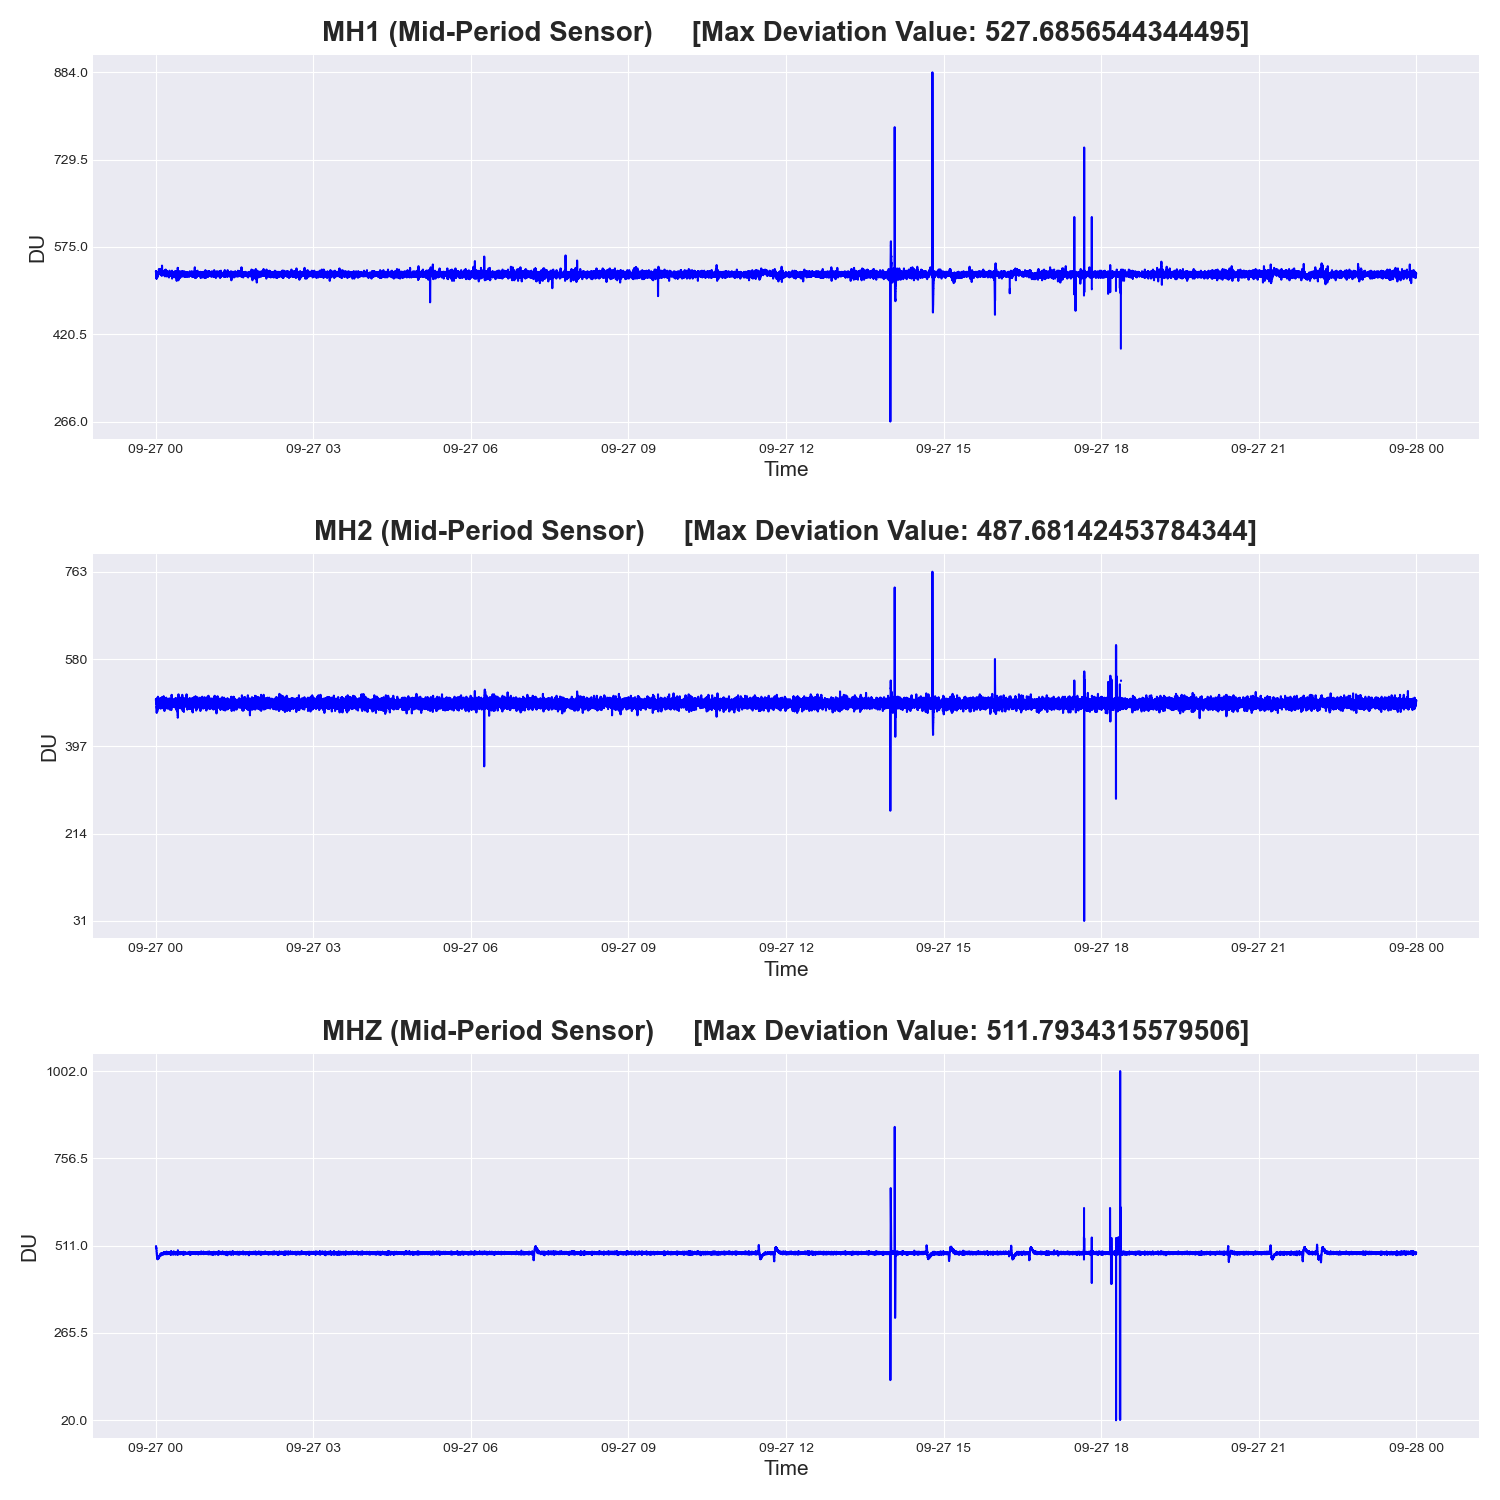 MH1 (Mid-Period Sensor) [Max Deviation Value: 527.6856544344495]
884.0
729.5
575.0
420.5
266.0
DU
09-27 00 09-27 03 09-27 06 09-27 09 09-27 12 09-27 15 09-27 18 09-27 21 09-28 00
Time
MH2 (Mid-Period Sensor) [Max Deviation Value: 487.68142453784344]
763
580
397
214
31
DU
09-27 00 09-27 03 09-27 06 09-27 09 09-27 12 09-27 15 09-27 18 09-27 21 09-28 00
Time
MHZ (Mid-Period Sensor) [Max Deviation Value: 511.7934315579506]
1002.0
756.5
511.0
265.5
20.0
DU
09-27 00 09-27 03 09-27 06 09-27 09 09-27 12 09-27 15 09-27 18 09-27 21 09-28 00
Time